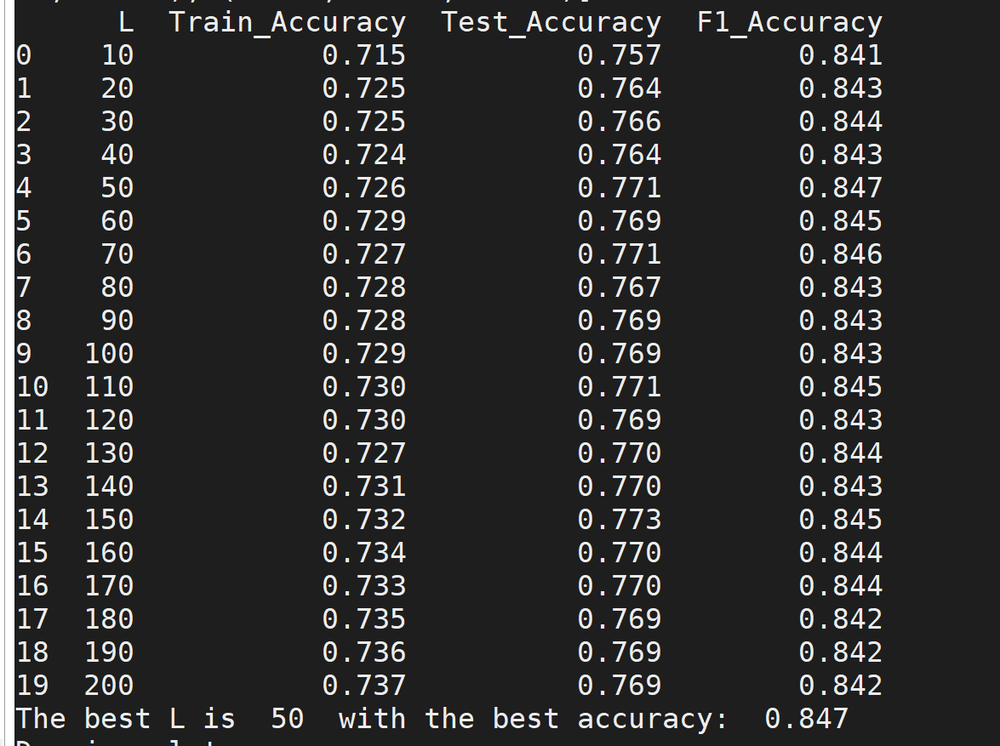 L Train_Accuracy Test_Accuracy F1_Accuracy
0 10 0.715 0.757 0.841
1 20 0.725 0.764 0.843
2 30 0.725 0.766 0.844
3 40 0.724 0.764 0.843
4 50 0.726 0.771 0.847
5 60 0.729 0.769 0.845
6 70 0.727 0.771 0.846
7 80 0.728 0.767 0.843
8 90 0.728 0.769 0.843
9 100 0.729 0.769 0.843
10 110 0.730 0.771 0.845
11 120 0.730 0.769 0.843
12 130 0.727 0.770 0.844
13 140 0.731 0.770 0.843
14 150 0.732 0.773 0.845
15 160 0.734 0.770 0.844
16 170 0.733 0.770 0.844
17 180 0.735 0.769 0.842
18 190 0.736 0.769 0.842
19 200 0.737 0.769 0.842
The best L is 50 with the best accuracy: 0.847